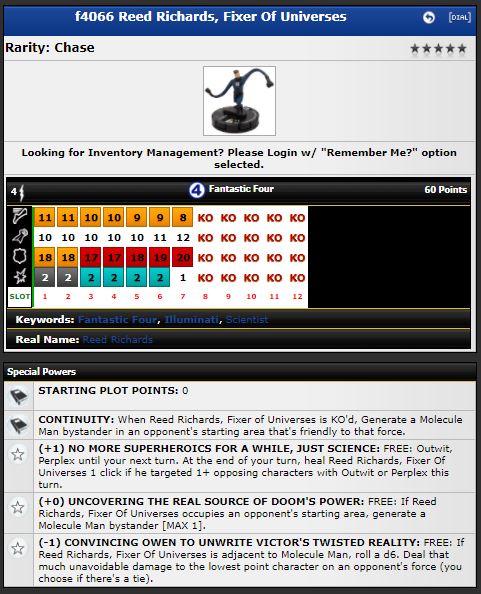 f4066 Reed Richards, Fixer Of Universes
[DIAL]
Rarity: Chase
Looking for Inventory Management? Please Login w/ "Remember Me?" option
selected.
4 4 Fantastic Four 60 Points
11 11 10 10 9 9 8 KO KO KO KO KO
10 10 10 10 10 11 12 KO KO KO KO KO
18 18 17 17 18 19 20 KO KO KO KO KO
2 2 2 2 2 2 1 KO KO KO KO KO
SLOT 1 2 3 4 5 6 7 8 9 10 11 12
Keywords: Fantastic Four, Illuminati, Scientist
Real Name: Reed Richards
Special Powers
STARTING PLOT POINTS: 0
CONTINUITY: When Reed Richards, Fixer of Universes is KO'd, Generate a Molecule
Man bystander in an opponent's starting area that's friendly to that force.
(+1) NO MORE SUPERHEROICS FOR A WHILE, JUST SCIENCE: FREE: Outwit,
Perplex until your next turn. At the end of your turn, heal Reed Richards, Fixer Of
Universes 1 click if he targeted 1+ opposing characters with Outwit or Perplex this
turn.
(+0) UNCOVERING THE REAL SOURCE OF DOOM'S POWER: FREE: If Reed
Richards, Fixer Of Universes occupies an opponent's starting area, generate a
Molecule Man bystander [MAX 1].
(-1) CONVINCING OWEN TO UNWRITE VICTOR'S TWISTED REALITY: FREE: If
Reed Richards, Fixer Of Universes is adjacent to Molecule Man, roll a d6. Deal that
much unavoidable damage to the lowest point character on an opponent's force (you
choose if there's a tie).